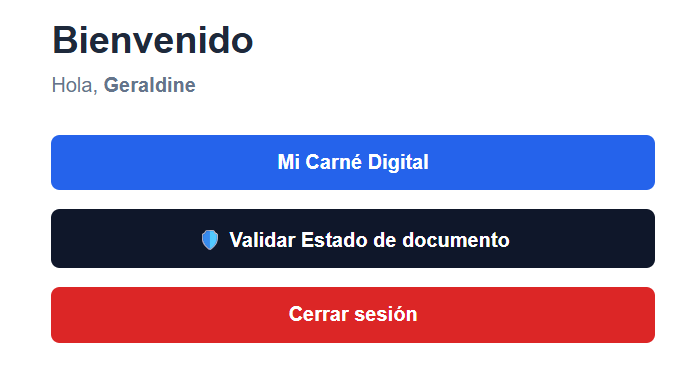 Bienvenido
Hola, Geraldine
Mi Carné Digital
Validar Estado de documento
Cerrar sesión